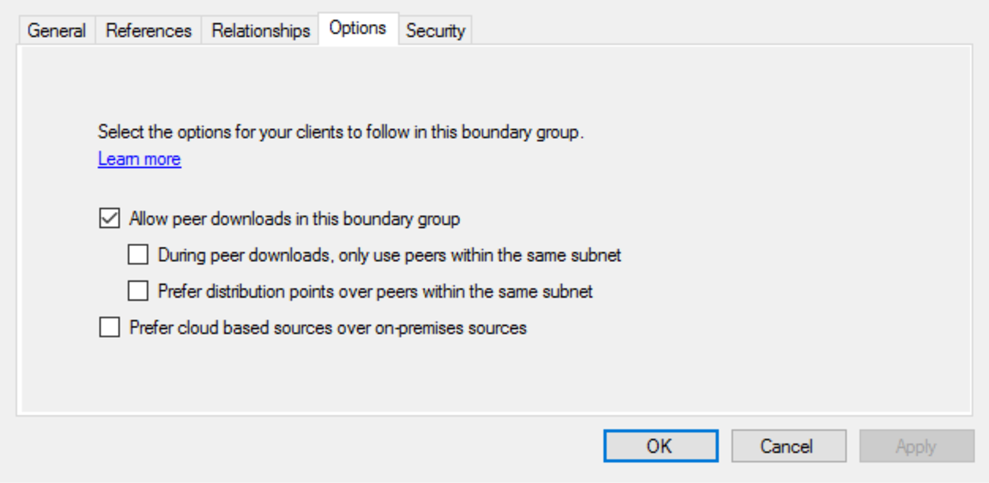 General References Relationships Options Security
Select the options for your clients to follow in this boundary group.
Learn more
Allow peer downloads in this boundary group
During peer downloads, only use peers within the same subnet
Prefer distribution points over peers within the same subnet
Prefer cloud based sources over on-premises sources
OK Cancel Apply